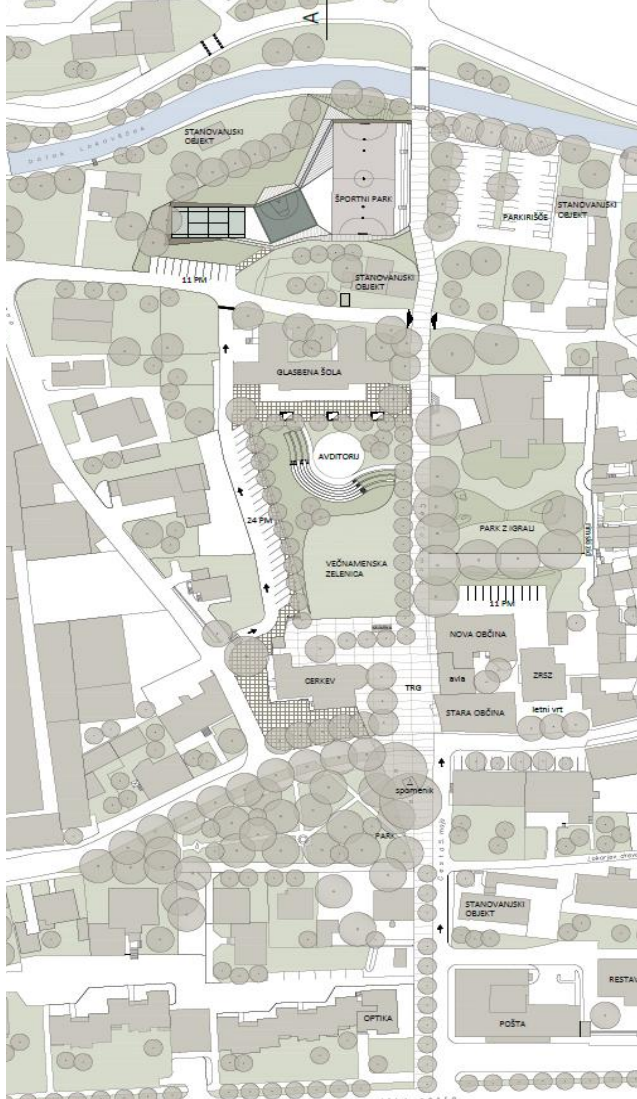 A
POTOK LOKOVŠČEK
STANOVANJSKI
OBJEKT
ŠPORTNI PARK
PARKIRIŠČE
STANOVANJSKI
OBJEKT
11 PM
STANOVANJSKI
OBJEKT
GLASBENA ŠOLA
AVDITORIJ
24 PM
PARK Z IGRALI
VEČNAMENSKA
ZELENICA
11 PM
NOVA OBČINA
CERKEV
avla
ZRSZ
TRG
STARA OBČINA
letni vrt
spomenik
PARK
Cesta 5. maja
STANOVANJSKI
OBJEKT
RESTAV
OPTIKA
POŠTA